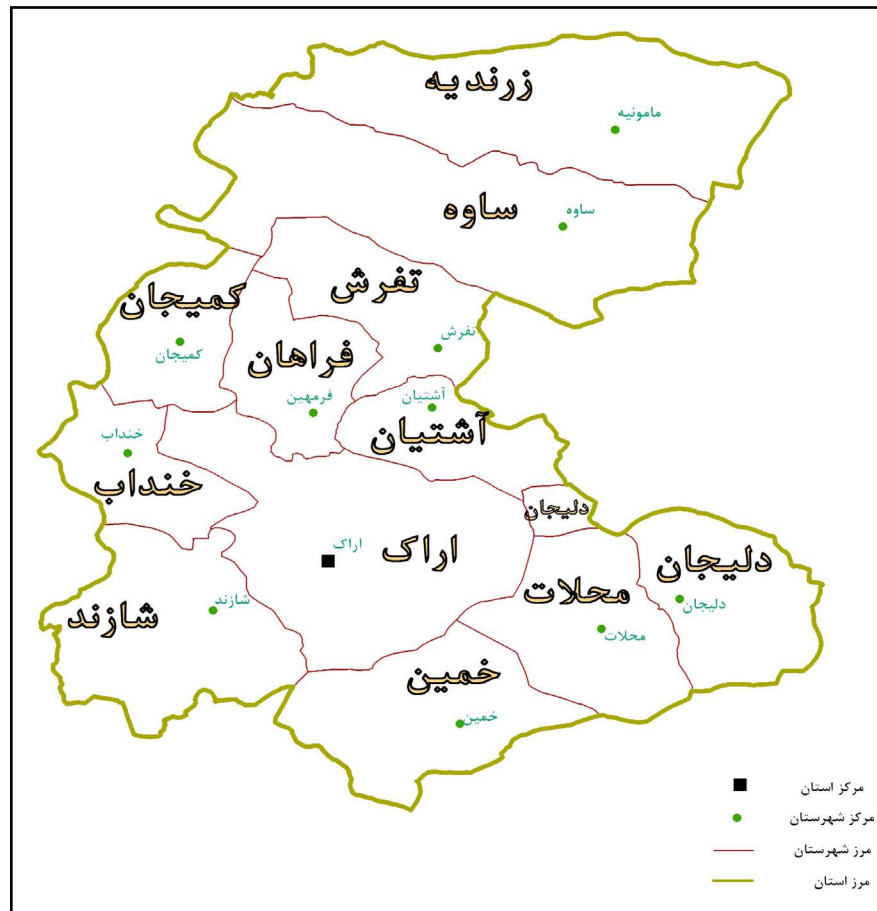 زرندیه
مامونیه
ساوه
ساوه
تفرش
کمیجان
تفرش
فراهان
کمیجان
آشتیان
فرمهین
آشتیان
خنداب
خنداب
دلیجان
اراک
اراک
دلیجان
محلات
دلیجان
شازند
شازند
محلات
خمین
خمین
مرکز استان
مرکز شهرستان
مرز شهرستان
مرز استان